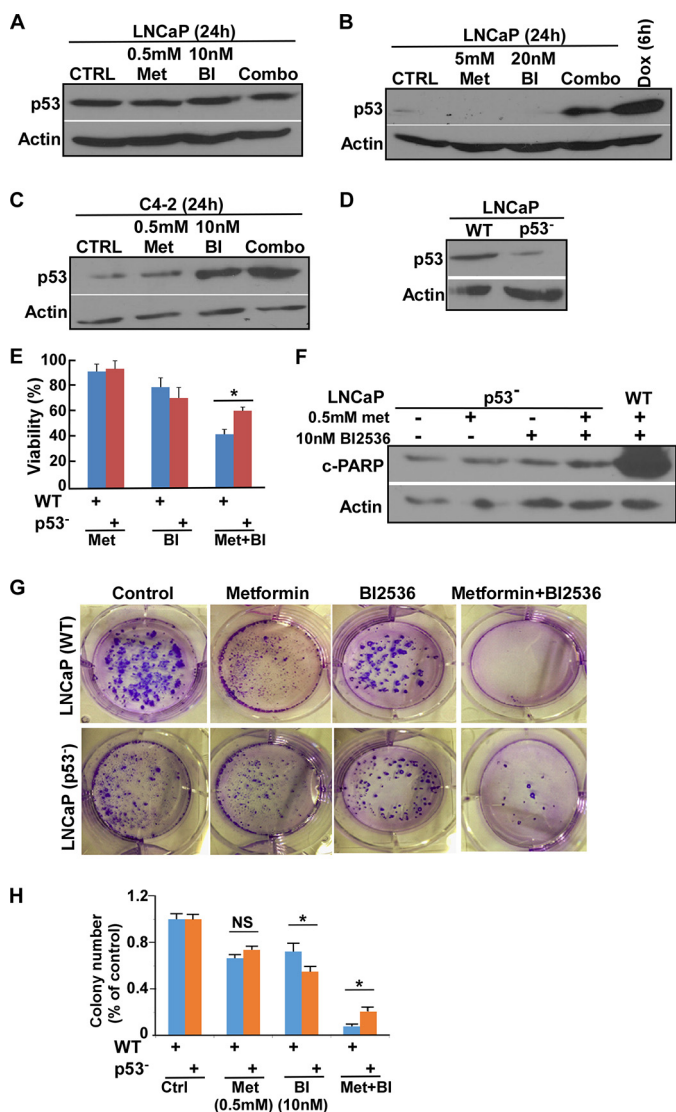 A
LNCaP (24h)
0.5mM 10nM
CTRL Met BI Combo
p53
Actin
B
LNCaP (24h)
5mM 20nM
CTRL Met BI Combo
Dox (6h)
p53
Actin
C
C4-2 (24h)
0.5mM 10nM
CTRL Met BI Combo
p53
Actin
D
LNCaP
WT p53-
p53
Actin
E
Viability (%)
100
80
60
40
20
0
*
WT + + +
p53- + + +
Met BI Met+BI
F
LNCaP p53- WT
0.5mM met - + - + +
10nM BI2536 - - + + +
c-PARP
Actin
G
Control Metformin BI2536 Metformin+BI2536
LNCaP (WT)
LNCaP (p53-)
H
Colony number
(% of control)
1.2
0.8
0.4
0
NS * *
WT + + + +
p53- + + + +
Ctrl Met BI Met+BI
(0.5mM) (10nM)